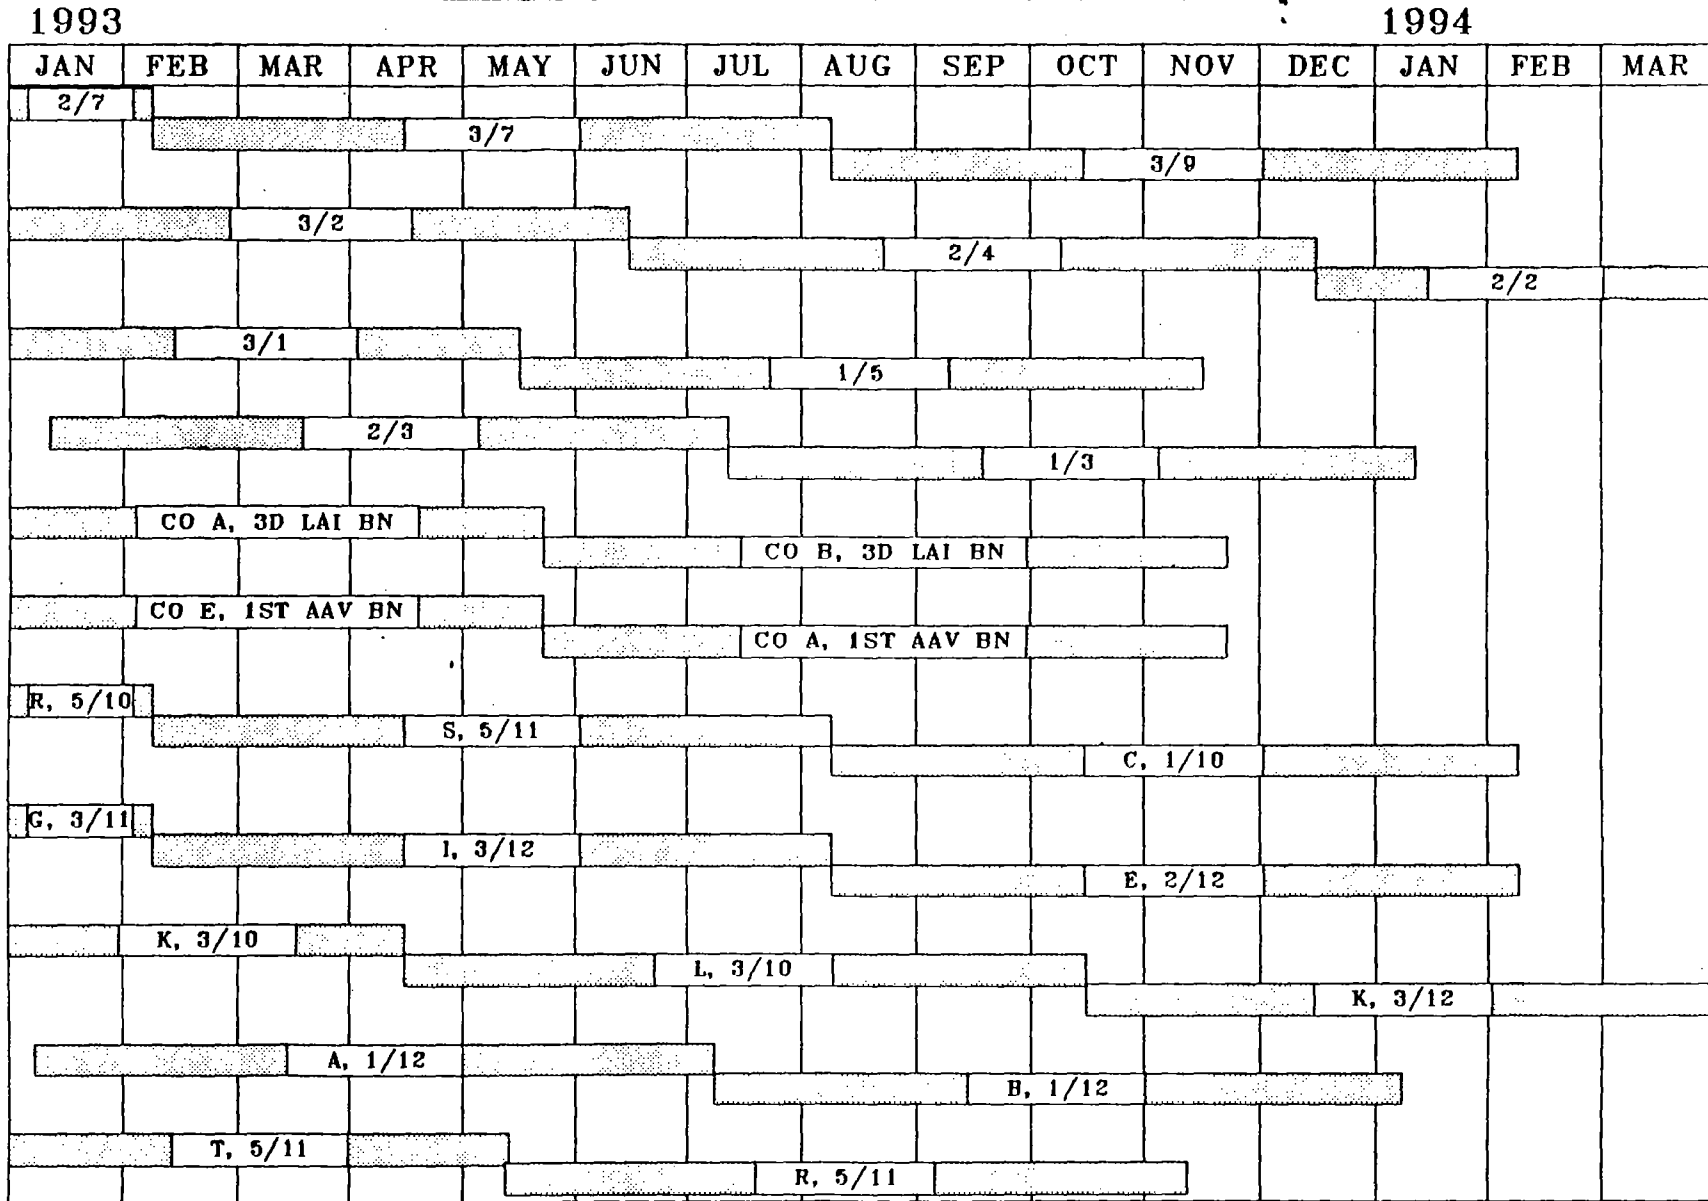 1993 1994
JAN FEB MAR APR MAY JUN JUL AUG SEP OCT NOV DEC JAN FEB MAR
2/7
3/7
3/9
3/2
2/4
2/2
3/1
1/5
2/3
1/3
CO A, 3D LAI BN
CO B, 3D LAI BN
CO E, 1ST AAV BN
CO A, 1ST AAV BN
R, 5/10
S, 5/11
C, 1/10
G, 3/11
I, 3/12
E, 2/12
K, 3/10
L, 3/10
K, 3/12
A, 1/12
B, 1/12
T, 5/11
R, 5/11